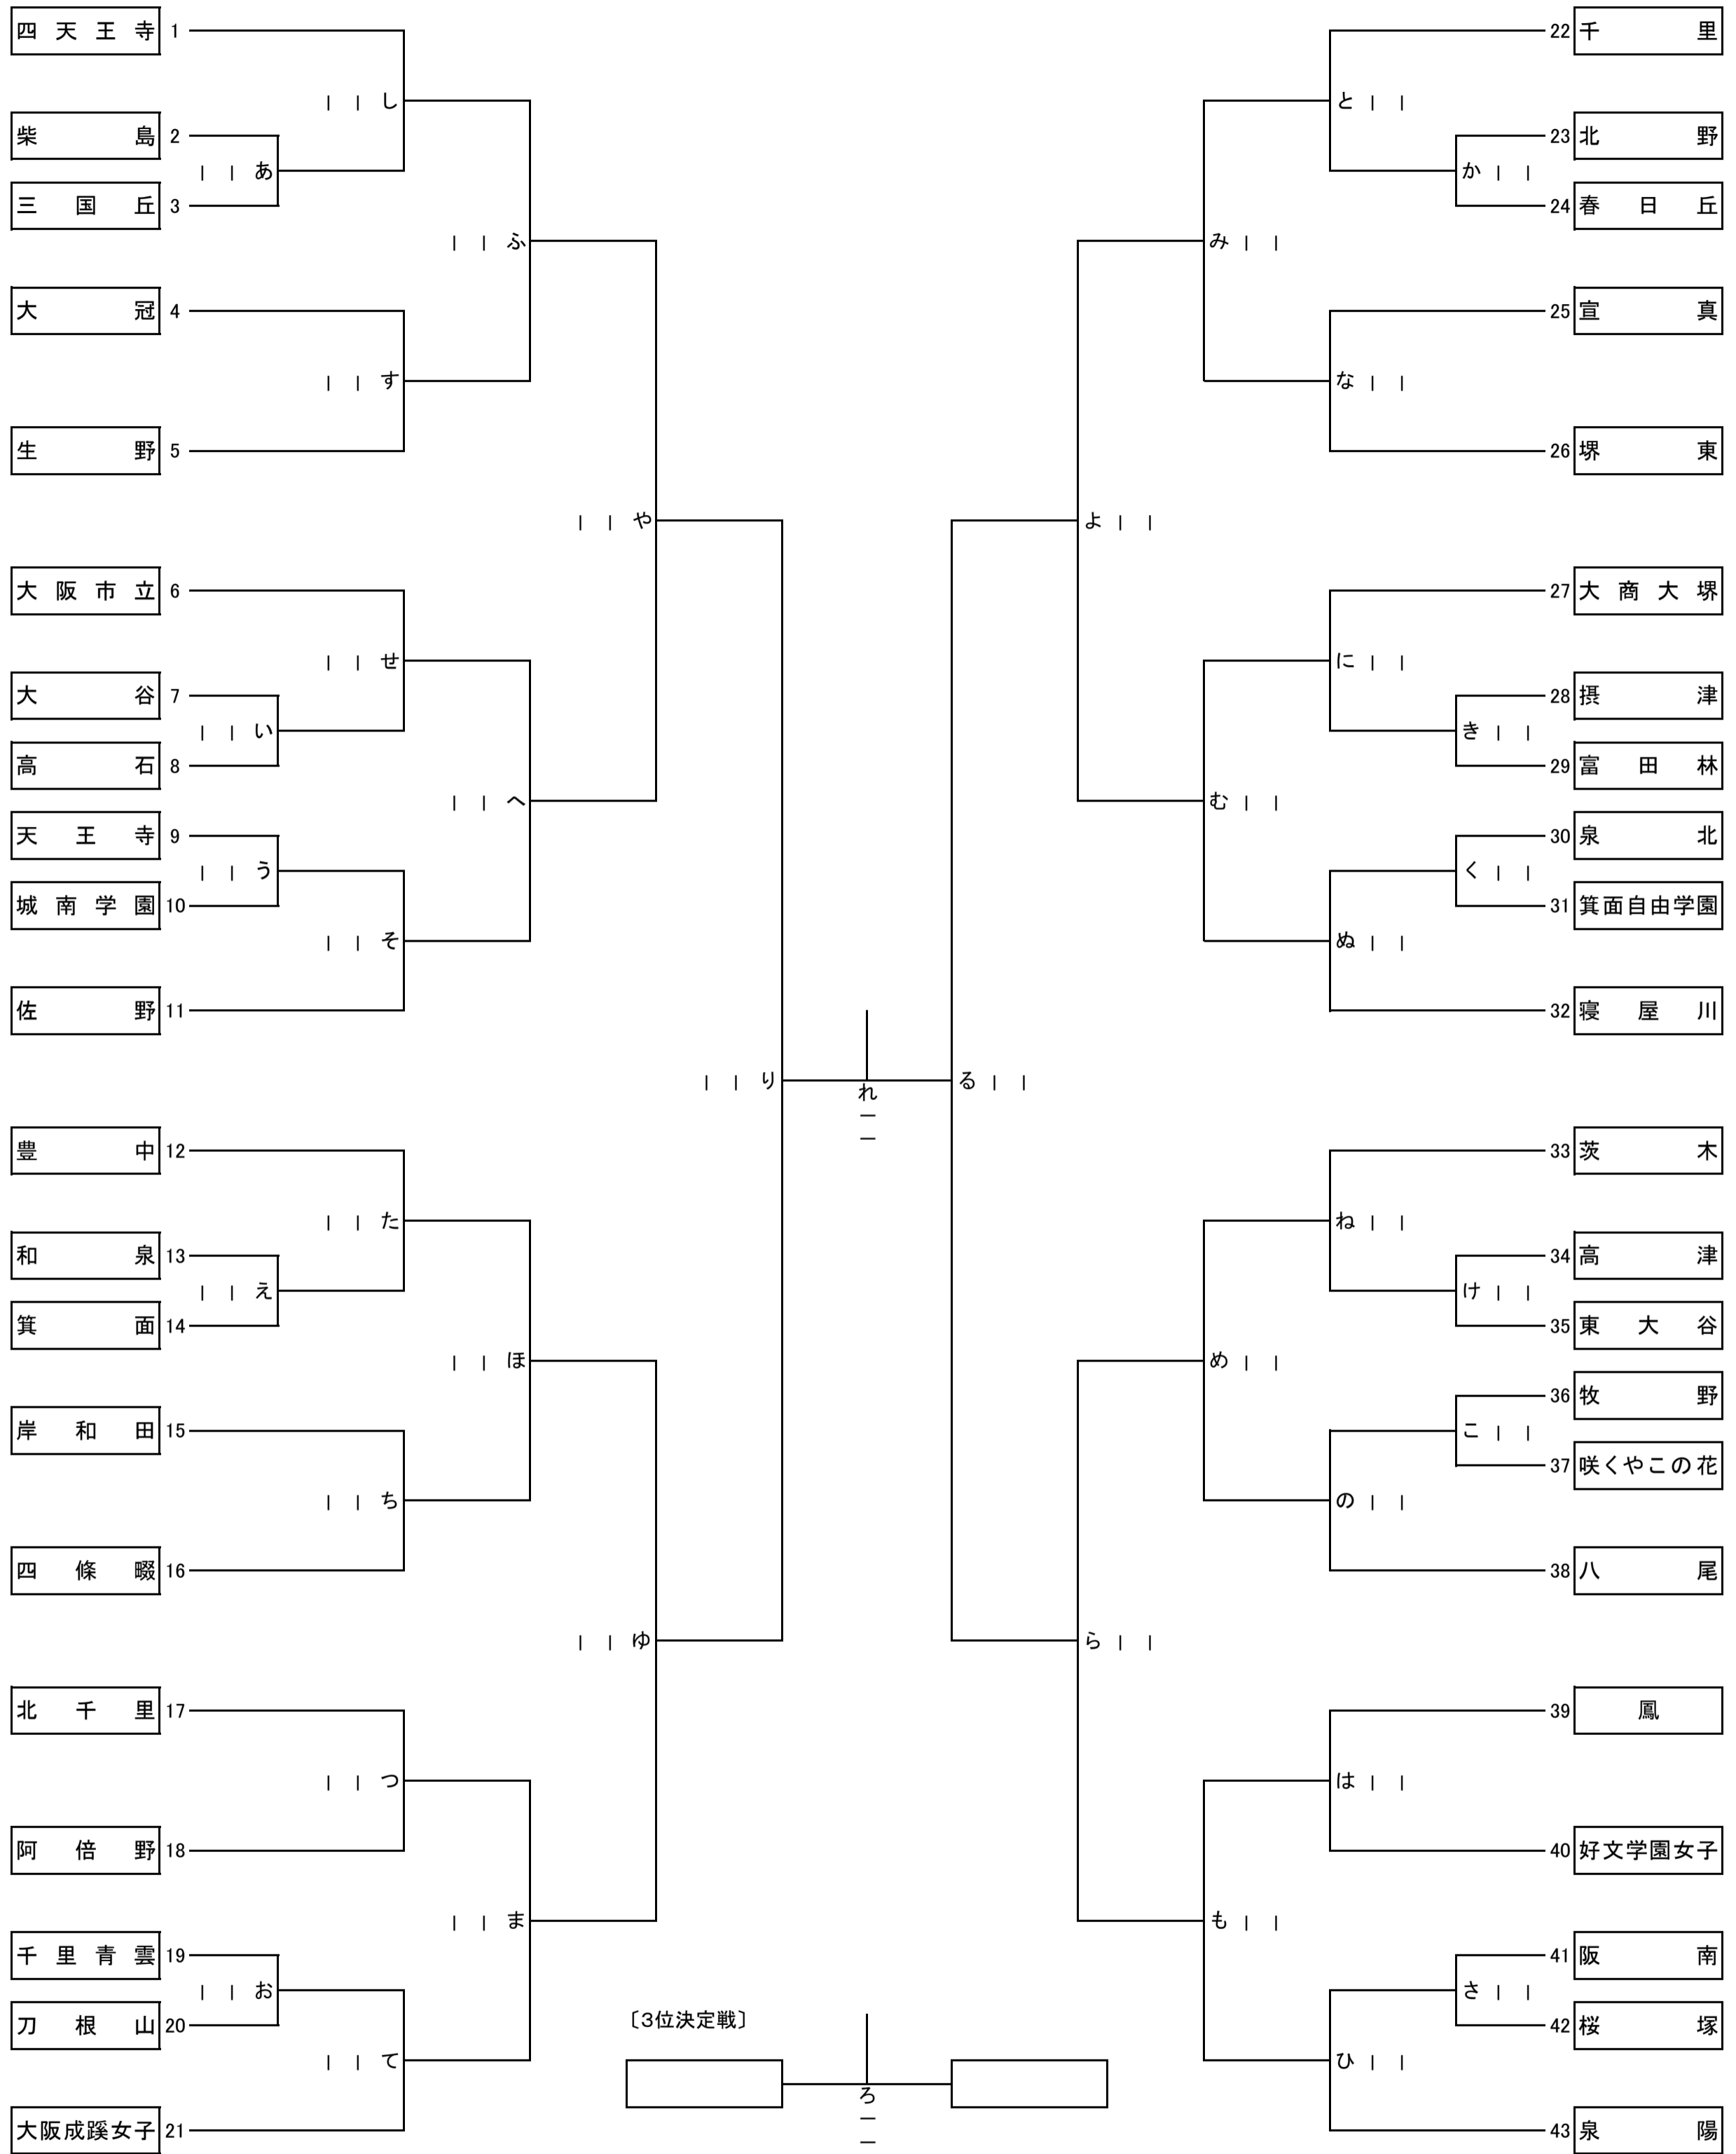 四天王寺 1
し
柴島 2
あ
三国丘 3
ふ
大冠 4
す
生野 5
や
大阪市立 6
せ
大谷 7
い
高石 8
へ
天王寺 9
う
城南学園 10
そ
佐野 11
り
豊中 12
た
和泉 13
え
箕面 14
ほ
岸和田 15
ち
四條畷 16
ゆ
北千里 17
つ
阿倍野 18
ま
千里青雲 19
お
刀根山 20
て
大阪成蹊女子 21
れ
〔3位決定戦〕
ろ
22 千里
と
23 北野
か
24 春日丘
み
25 宣真
な
26 堺東
よ
27 大商大堺
に
28 摂津
き
29 富田林
む
30 泉北
く
31 箕面自由学園
ぬ
32 寝屋川
る
33 茨木
ね
34 高津
け
35 東大谷
め
36 牧野
こ
37 咲くやこの花
の
38 八尾
ら
39 鳳
は
40 好文学園女子
も
41 阪南
さ
42 桜塚
ひ
43 泉陽